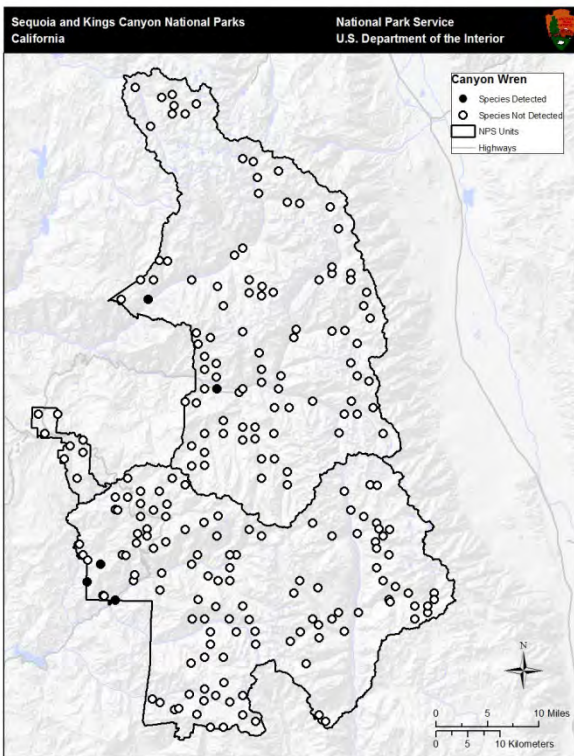 Sequoia and Kings Canyon National Parks
California
National Park Service
U.S. Department of the Interior
Canyon Wren
Species Detected
Species Not Detected
NPS Units
Highways
N
0 5 10 Miles
0 5 10 Kilometers